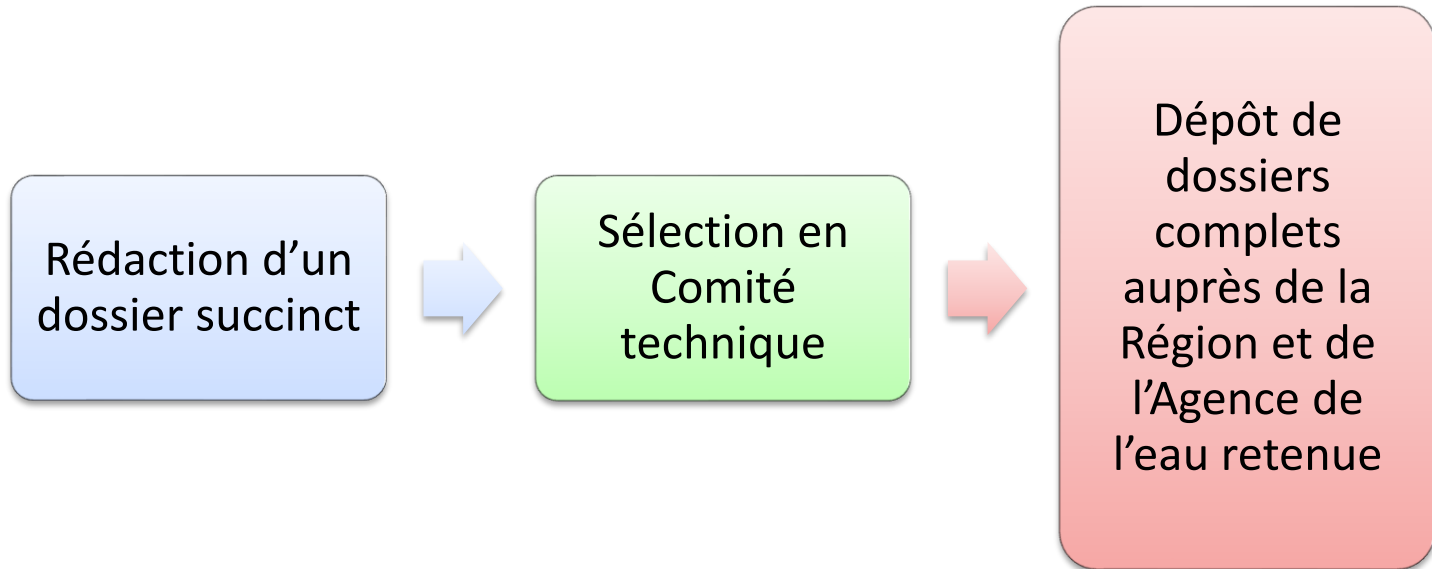 Rédaction d’un
dossier succinct
Sélection en
Comité
technique
Dépôt de
dossiers
complets
auprès de la
Région et de
l’Agence de
l’eau retenue